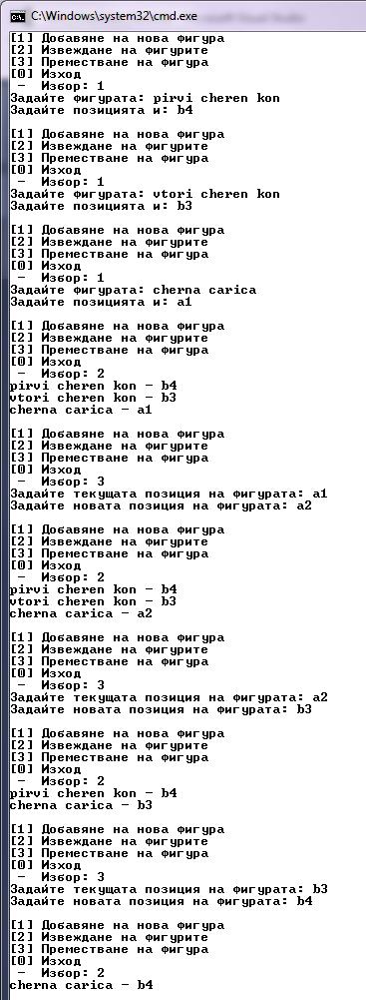 C:\Windows\system32\cmd.exe
[1] Добавяне на нова фигура
[2] Извеждане на фигурите
[3] Преместване на фигура
[0] Изход
 - Избор: 1
Задайте фигурата: pirvi cheren kon
Задайте позицията и: b4
[1] Добавяне на нова фигура
[2] Извеждане на фигурите
[3] Преместване на фигура
[0] Изход
 - Избор: 1
Задайте фигурата: vtori cheren kon
Задайте позицията и: b3
[1] Добавяне на нова фигура
[2] Извеждане на фигурите
[3] Преместване на фигура
[0] Изход
 - Избор: 1
Задайте фигурата: cherna carica
Задайте позицията и: a1
[1] Добавяне на нова фигура
[2] Извеждане на фигурите
[3] Преместване на фигура
[0] Изход
 - Избор: 2
pirvi cheren kon - b4
vtori cheren kon - b3
cherna carica - a1
[1] Добавяне на нова фигура
[2] Извеждане на фигурите
[3] Преместване на фигура
[0] Изход
 - Избор: 3
Задайте текущата позиция на фигурата: a1
Задайте новата позиция на фигурата: a2
[1] Добавяне на нова фигура
[2] Извеждане на фигурите
[3] Преместване на фигура
[0] Изход
 - Избор: 2
pirvi cheren kon - b4
vtori cheren kon - b3
cherna carica - a2
[1] Добавяне на нова фигура
[2] Извеждане на фигурите
[3] Преместване на фигура
[0] Изход
 - Избор: 3
Задайте текущата позиция на фигурата: a2
Задайте новата позиция на фигурата: b3
[1] Добавяне на нова фигура
[2] Извеждане на фигурите
[3] Преместване на фигура
[0] Изход
 - Избор: 2
pirvi cheren kon - b4
cherna carica - b3
[1] Добавяне на нова фигура
[2] Извеждане на фигурите
[3] Преместване на фигура
[0] Изход
 - Избор: 3
Задайте текущата позиция на фигурата: b3
Задайте новата позиция на фигурата: b4
[1] Добавяне на нова фигура
[2] Извеждане на фигурите
[3] Преместване на фигура
[0] Изход
 - Избор: 2
cherna carica - b4